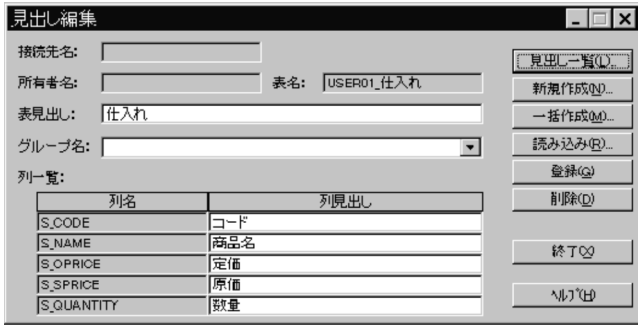 見出し編集
接続先名:
見出し一覧(L)...
所有者名:
表名: USER01_仕入れ
新規作成(N)...
表見出し: 仕入れ
一括作成(M)...
グループ名:
読み込み(R)...
列一覧:
登録(G)
列名 列見出し
削除(D)
S_CODE コード
S_NAME 商品名
S_OPRICE 定価
終了(X)
S_SPRICE 原価
S_QUANTITY 数量
ヘルプ(H)